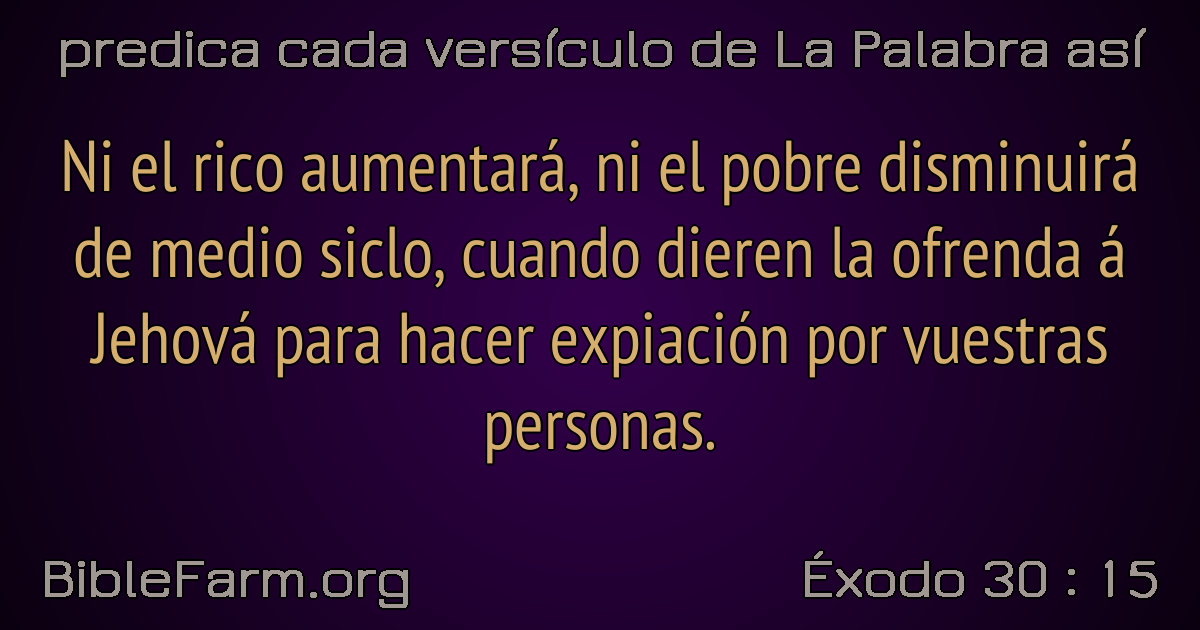 predica cada versículo de La Palabra así
Ni el rico aumentará, ni el pobre disminuirá
de medio siclo, cuando dieren la ofrenda á
Jehová para hacer expiación por vuestras
personas.
BibleFarm.org
Éxodo 30 : 15